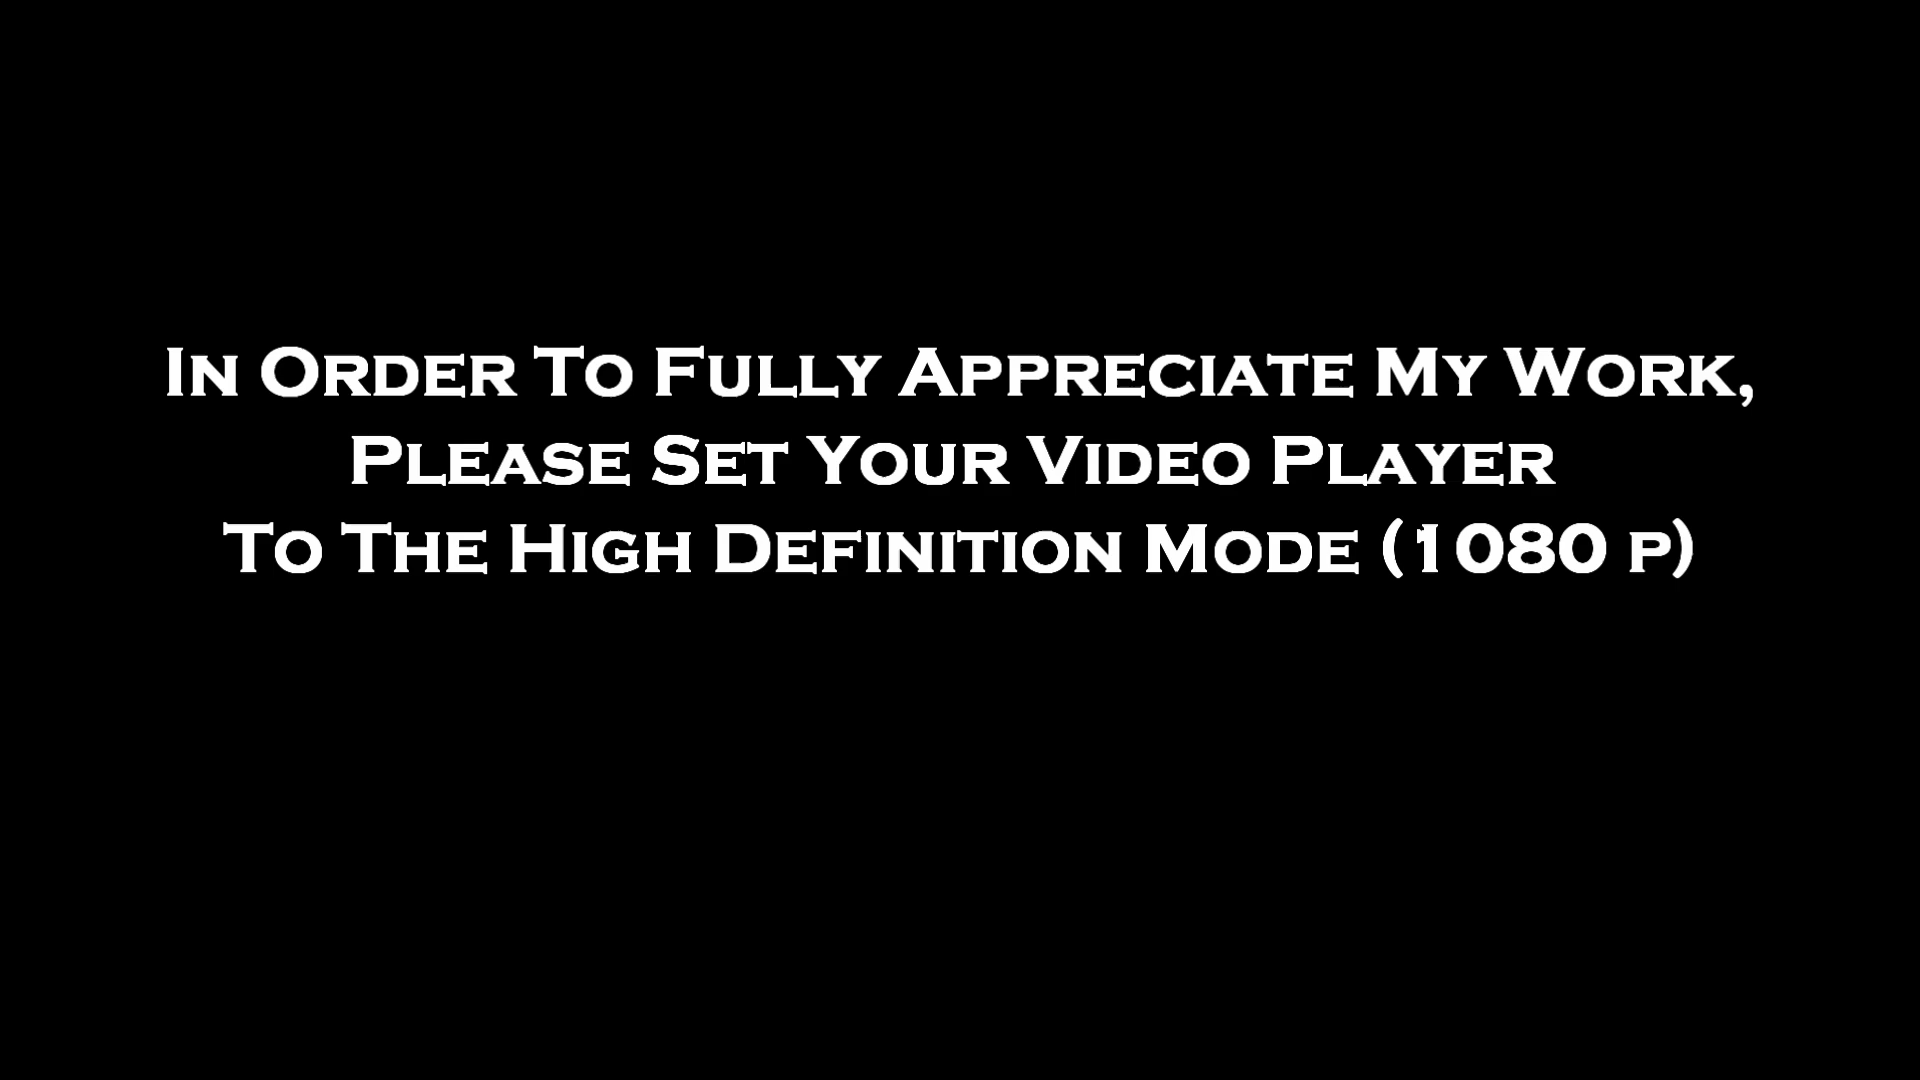 In Order To Fully Appreciate My Work,
Please Set Your Video Player
To The High Definition Mode (1080 p)